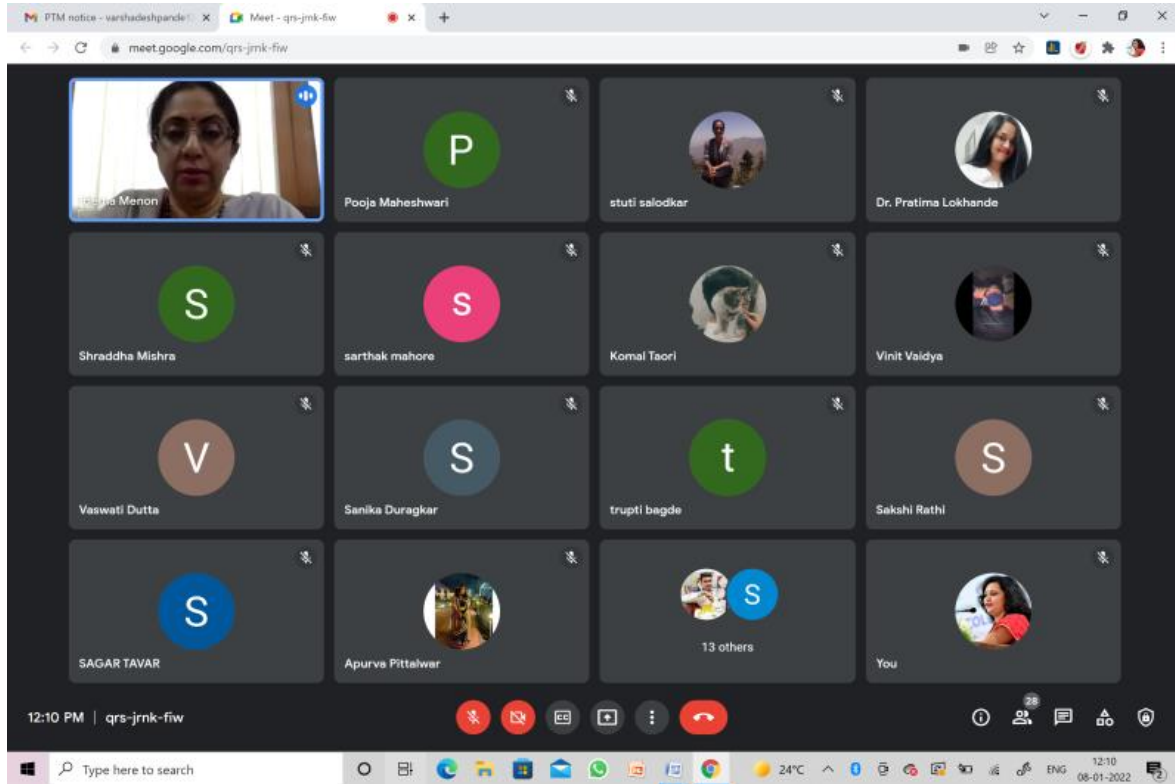 PTM notice - varshadeshpande1
Meet - qrs-jrnk-fiw
meet.google.com/qrs-jrnk-fiw
Menon
P
Pooja Maheshwari
stuti salodkar
Dr. Pratima Lokhande
S
Shraddha Mishra
s
sarthak mahore
Komal Taori
Vinit Vaidya
V
Vaswati Dutta
S
Sanika Duragkar
t
trupti bagde
S
Sakshi Rathi
S
SAGAR TAVAR
Apurva Pittalwar
S
13 others
You
12:10 PM | qrs-jrnk-fiw
CC
28
Type here to search
24°C
ENG
12:10
08-01-2022
2